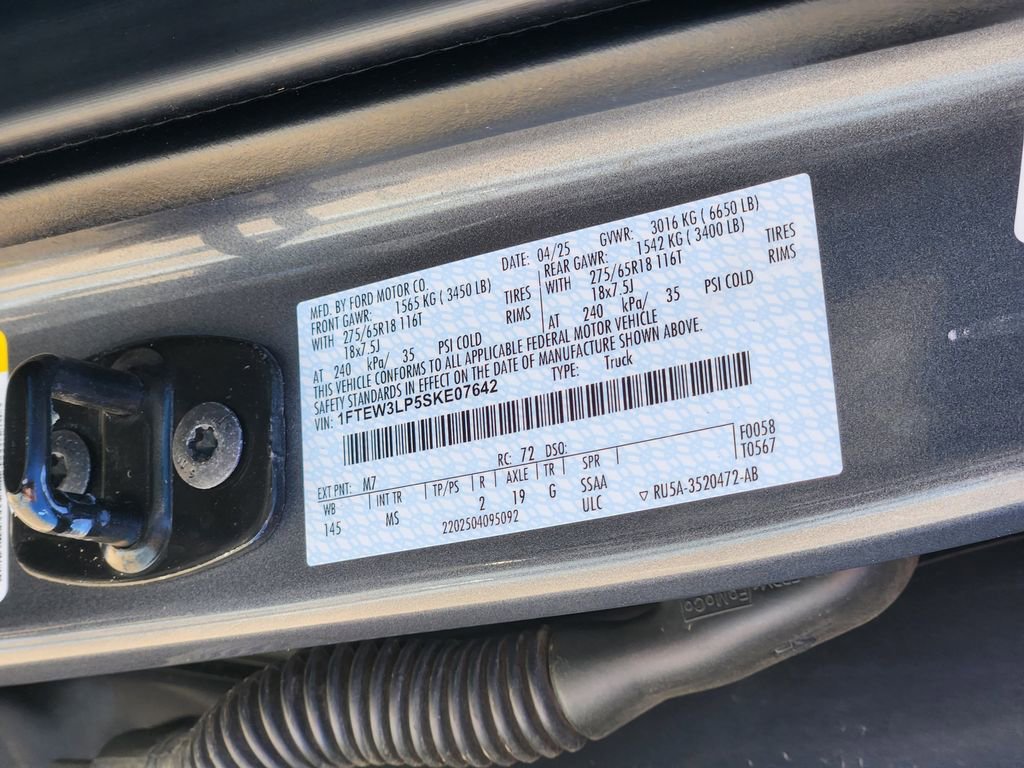 MFD. BY FORD MOTOR CO.
DATE: 04/25 GVWR: 3016 KG ( 6650 LB)
FRONT GAWR: 1565 KG ( 3450 LB)
REAR GAWR: 1542 KG ( 3400 LB)
WITH 275/65R18 116T TIRES
WITH 275/65R18 116T TIRES
18x7.5J RIMS
18x7.5J RIMS
AT 240 kPa/ 35 PSI COLD
AT 240 kPa/ 35 PSI COLD
THIS VEHICLE CONFORMS TO ALL APPLICABLE FEDERAL MOTOR VEHICLE
SAFETY STANDARDS IN EFFECT ON THE DATE OF MANUFACTURE SHOWN ABOVE.
VIN: 1FTEW3LP5SKE07642 TYPE: Truck
F0058
T0567
EXT PNT: M7 RC: 72 DSO:
WB INT TR TP/PS R AXLE TR SPR
145 MS 2 19 G SSAA
2202504095092 ULC RU5A-3520472-AB
FoMoCo